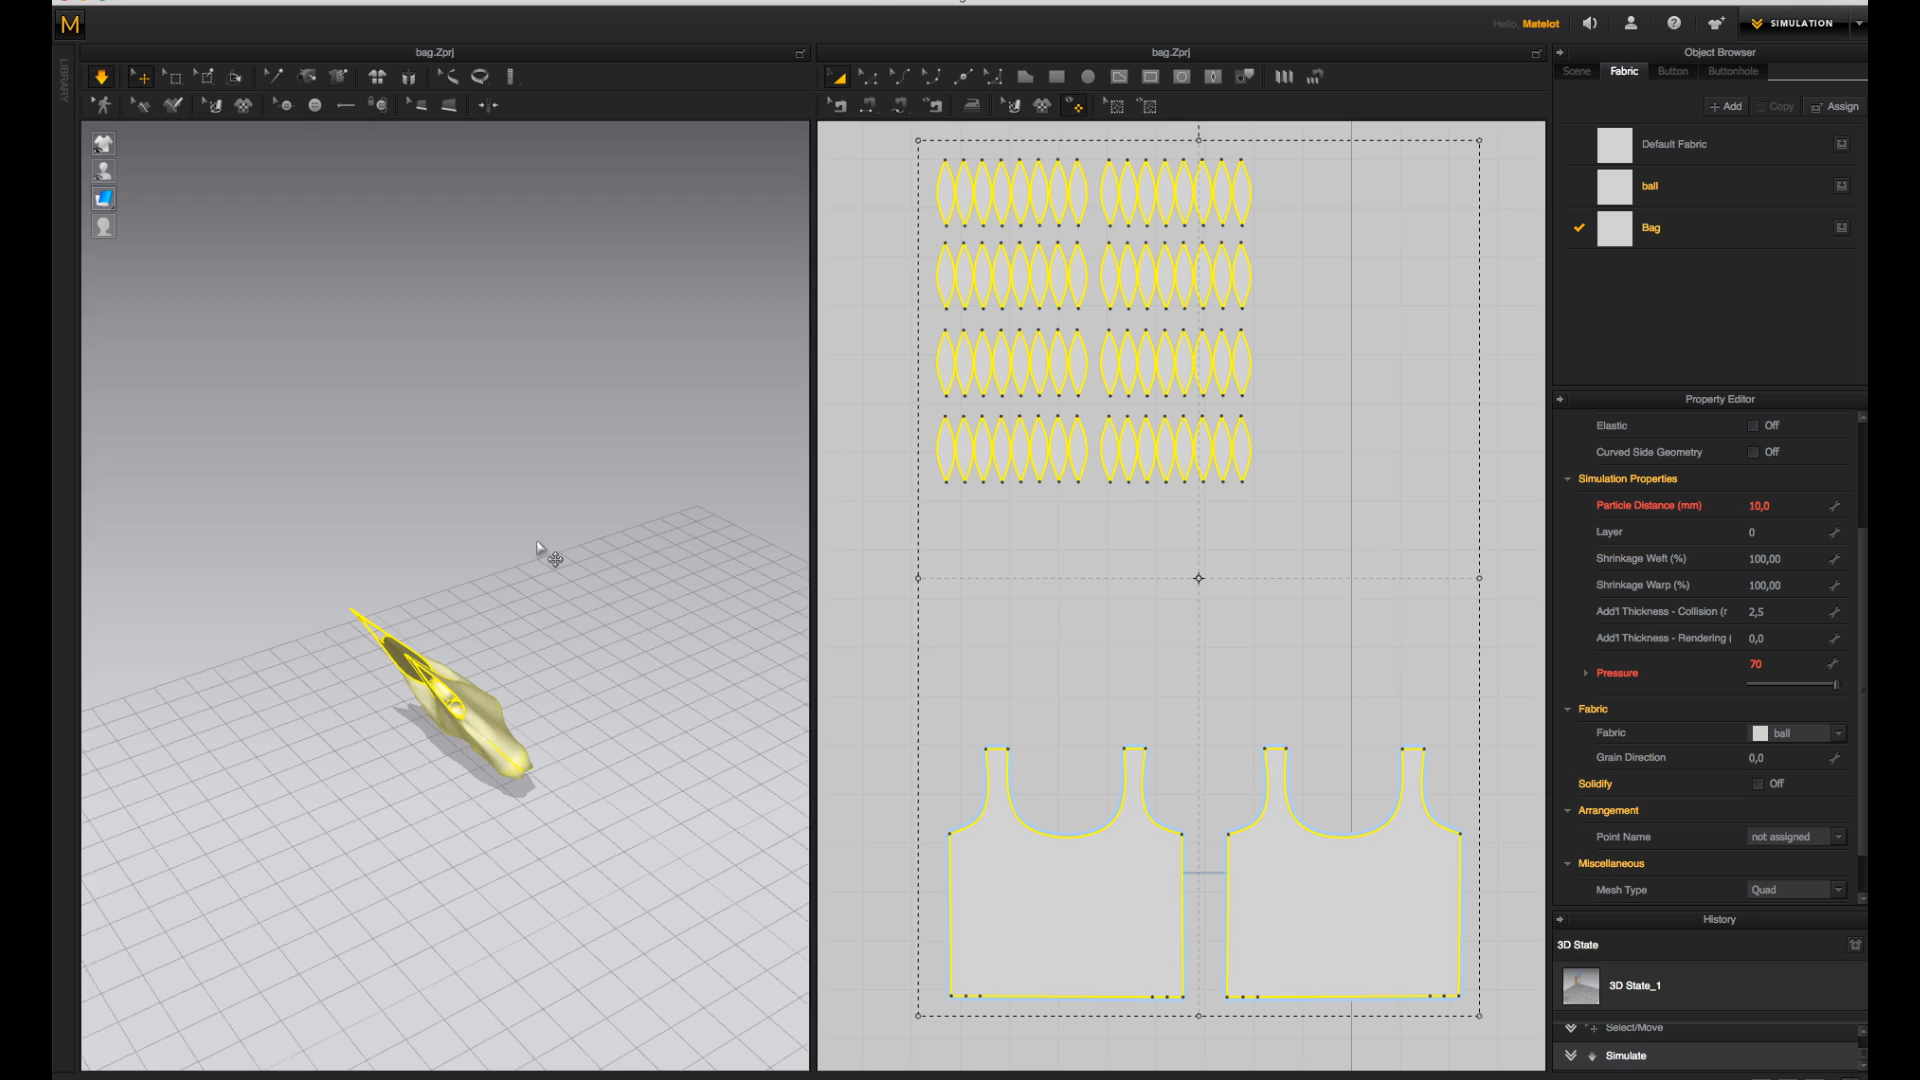 M
Hello, Matelot
SIMULATION
LIBRARY
bag.Zprj
bag.Zprj
Object Browser
Scene
Fabric
Button
Buttonhole
Add
Copy
Assign
Default Fabric
ball
Bag
Property Editor
Elastic
Off
Curved Side Geometry
Off
Simulation Properties
Particle Distance (mm)
10,0
Layer
0
Shrinkage Weft (%)
100,00
Shrinkage Warp (%)
100,00
Add'l Thickness - Collision (r
2,5
Add'l Thickness - Rendering (
0,0
Pressure
70
Fabric
Fabric
ball
Grain Direction
0,0
Solidify
Off
Arrangement
Point Name
not assigned
Miscellaneous
Mesh Type
Quad
History
3D State
3D State_1
Select/Move
Simulate